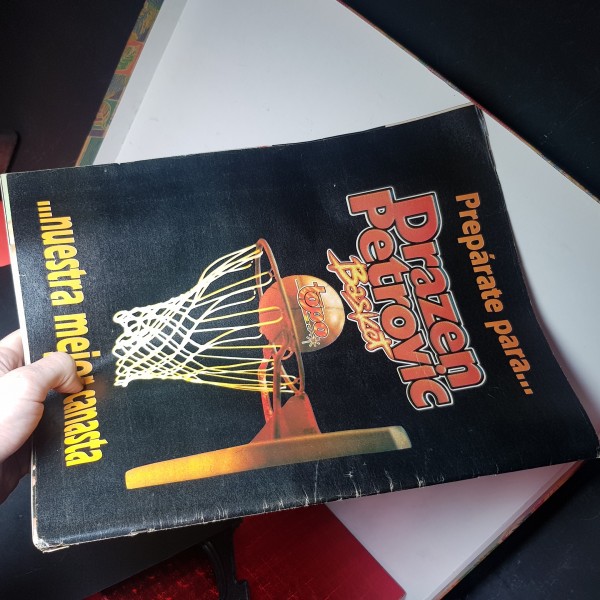 Prepárate para...
Drazen
Petrovic
Basket
topo
...nuestra mejor canasta